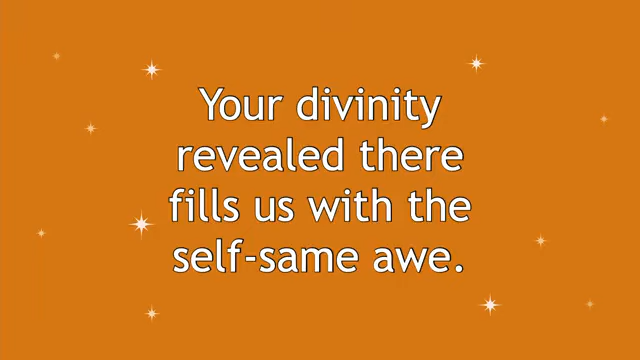 Your divinity
revealed there
fills us with the
self-same awe.